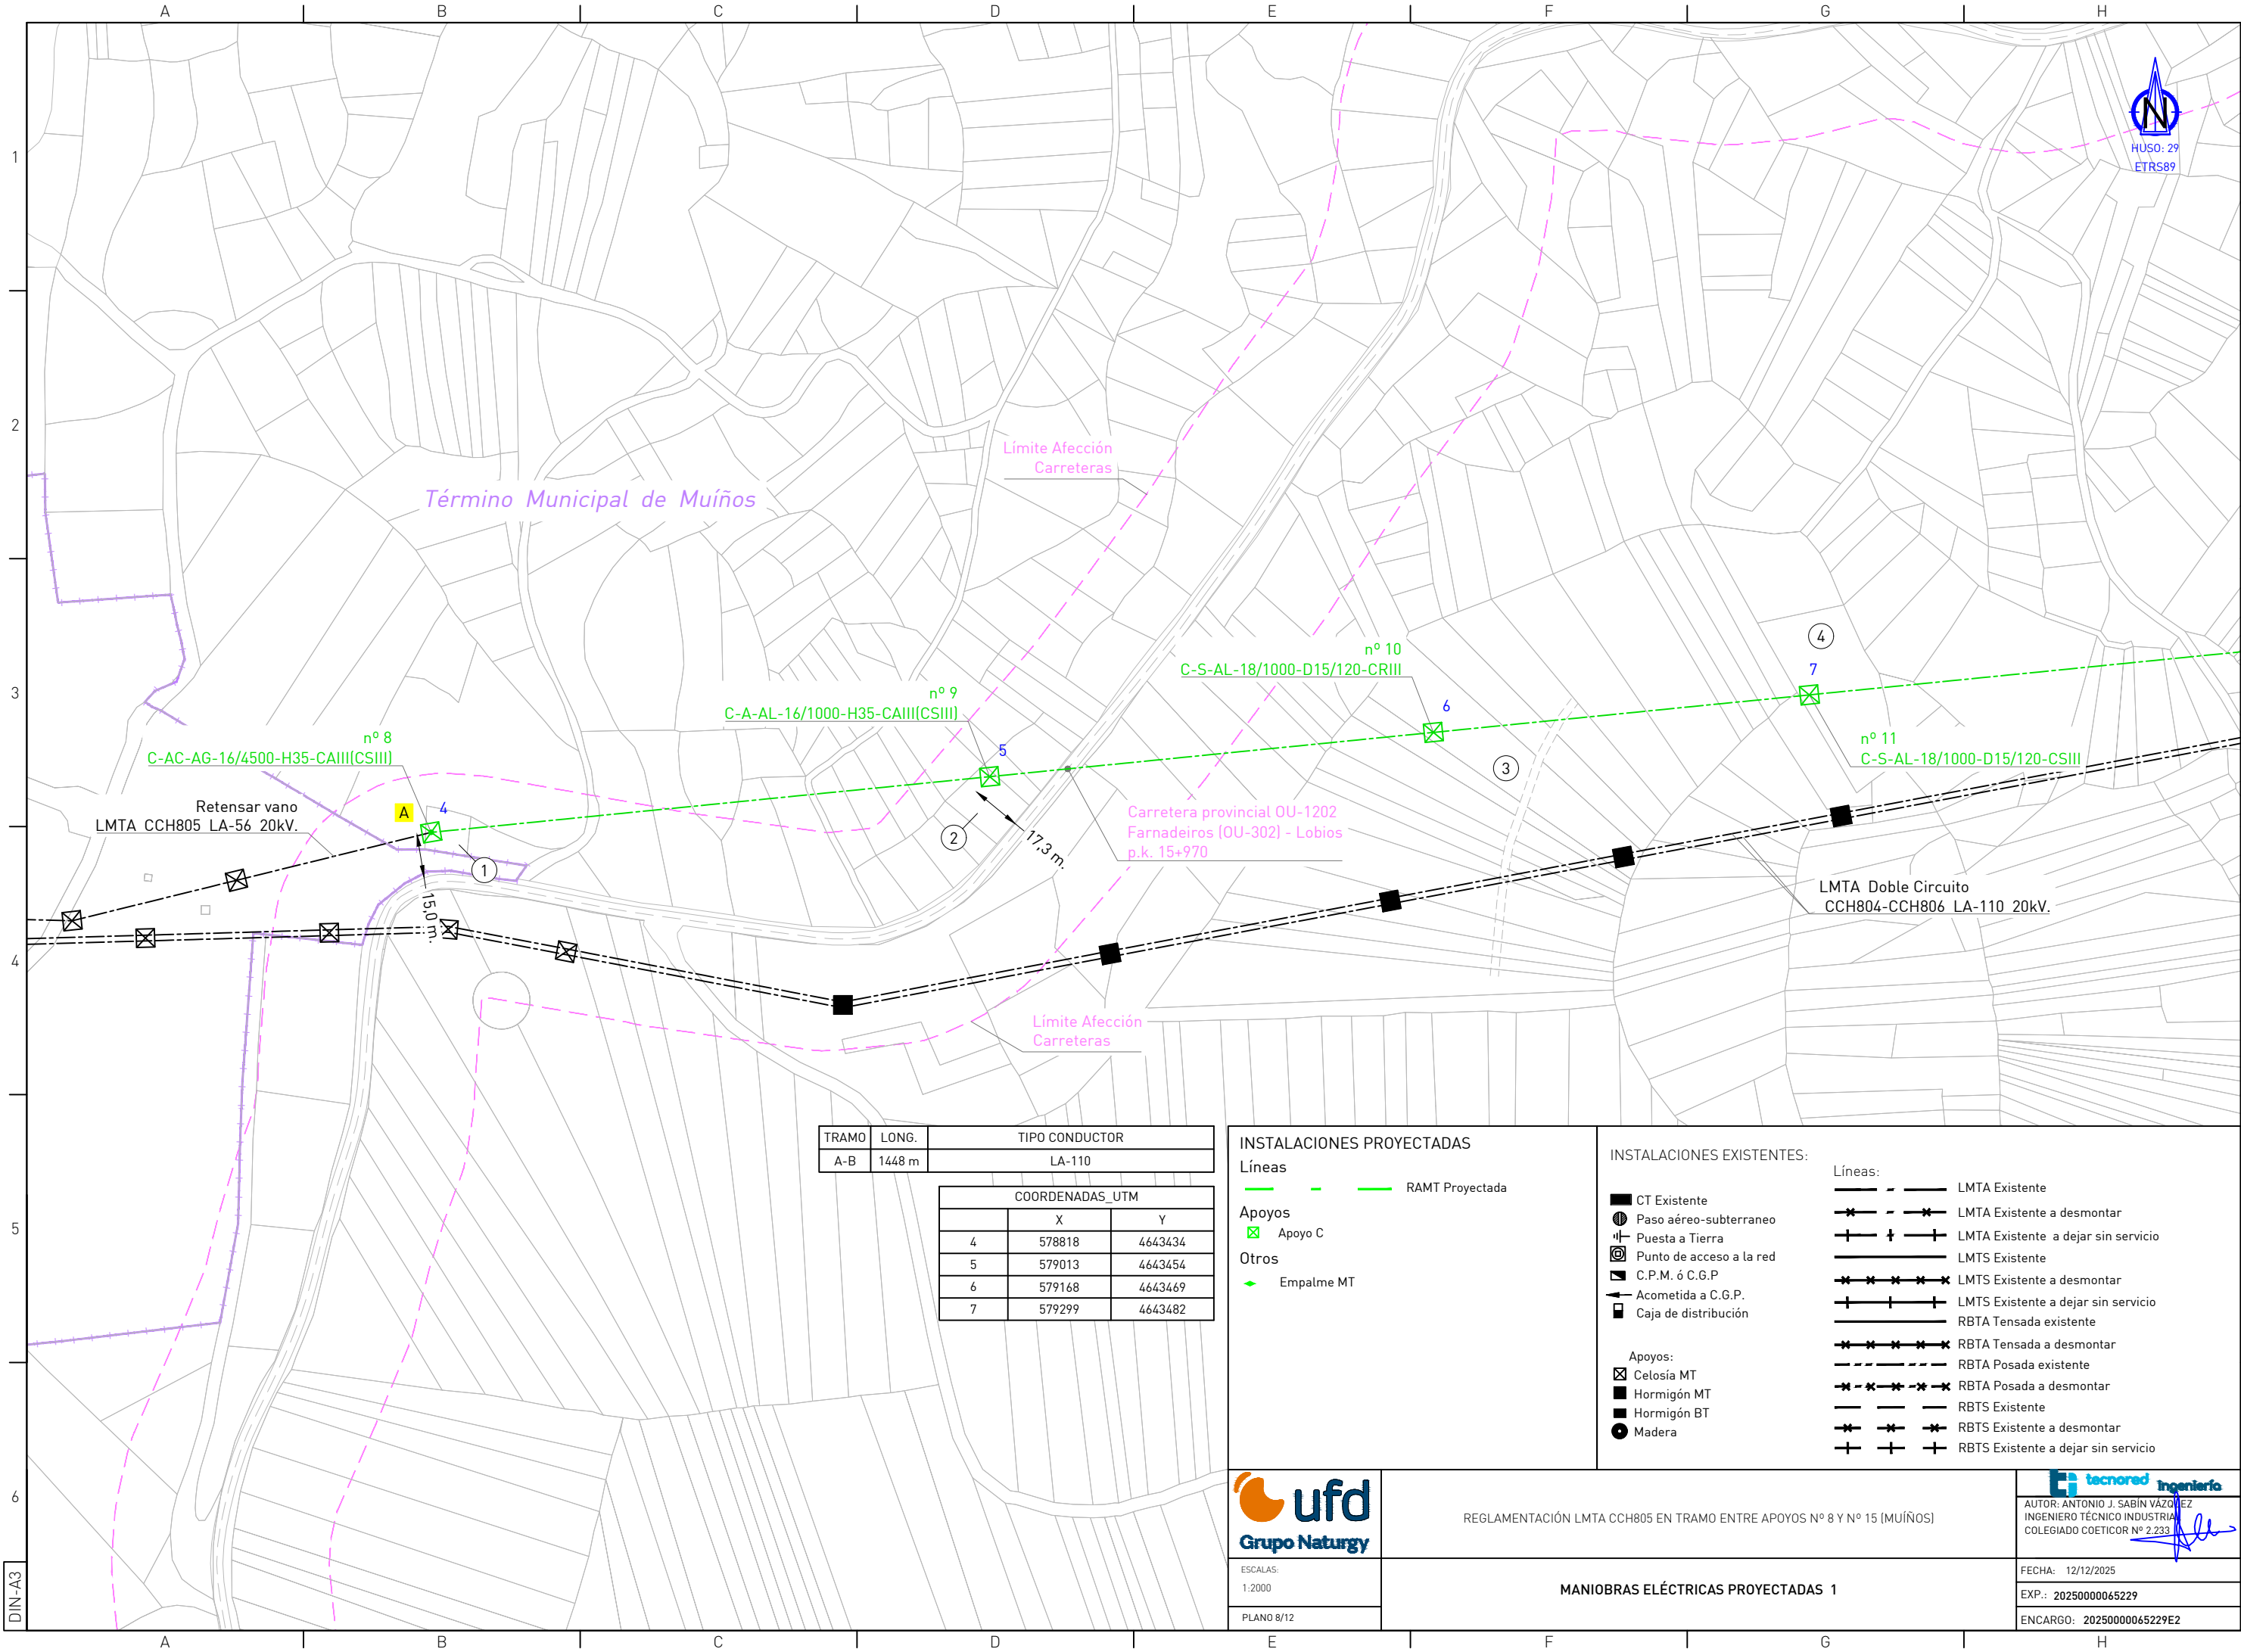 A B C D E F G H
1
2
3
4
5
6
HUSO: 29
ETRS89
Límite Afección
Carreteras
Término Municipal de Muíños
4
7
nº 10
C-S-AL-18/1000-D15/120-CRIII
6
nº 9
C-A-AL-16/1000-H35-CAIII(CSIII)
5
nº 8
C-AC-AG-16/4500-H35-CAIII(CSIII)
nº 11
C-S-AL-18/1000-D15/120-CSIII
3
Retensar vano
LMTA CCH805 LA-56 20kV.
A
4
1
15,0 m.
2
17,3 m.
Carretera provincial OU-1202
Farnadeiros (OU-302) - Lobios
p.k. 15+970
LMTA Doble Circuito
CCH804-CCH806 LA-110 20kV.
Límite Afección
Carreteras
TRAMO LONG. TIPO CONDUCTOR
A-B 1448 m LA-110
COORDENADAS_UTM
X Y
4 578818 4643434
5 579013 4643454
6 579168 4643469
7 579299 4643482
INSTALACIONES PROYECTADAS
Líneas
RAMT Proyectada
Apoyos
Apoyo C
Otros
Empalme MT
INSTALACIONES EXISTENTES:
CT Existente
Paso aéreo-subterraneo
Puesta a Tierra
Punto de acceso a la red
C.P.M. ó C.G.P
Acometida a C.G.P.
Caja de distribución
Apoyos:
Celosía MT
Hormigón MT
Hormigón BT
Madera
Líneas:
LMTA Existente
LMTA Existente a desmontar
LMTA Existente a dejar sin servicio
LMTS Existente
LMTS Existente a desmontar
LMTS Existente a dejar sin servicio
RBTA Tensada existente
RBTA Tensada a desmontar
RBTA Posada existente
RBTA Posada a desmontar
RBTS Existente
RBTS Existente a desmontar
RBTS Existente a dejar sin servicio
ufd
Grupo Naturgy
REGLAMENTACIÓN LMTA CCH805 EN TRAMO ENTRE APOYOS Nº 8 Y Nº 15 (MUÍÑOS)
tecnored ingeniería
AUTOR: ANTONIO J. SABÍN VÁZQUEZ
INGENIERO TÉCNICO INDUSTRIAL
COLEGIADO COETICOR Nº 2.233
ESCALAS:
1:2000
PLANO 8/12
MANIOBRAS ELÉCTRICAS PROYECTADAS 1
FECHA: 12/12/2025
EXP.: 20250000065229
ENCARGO: 20250000065229E2
DIN-A3
A B C D E F G H